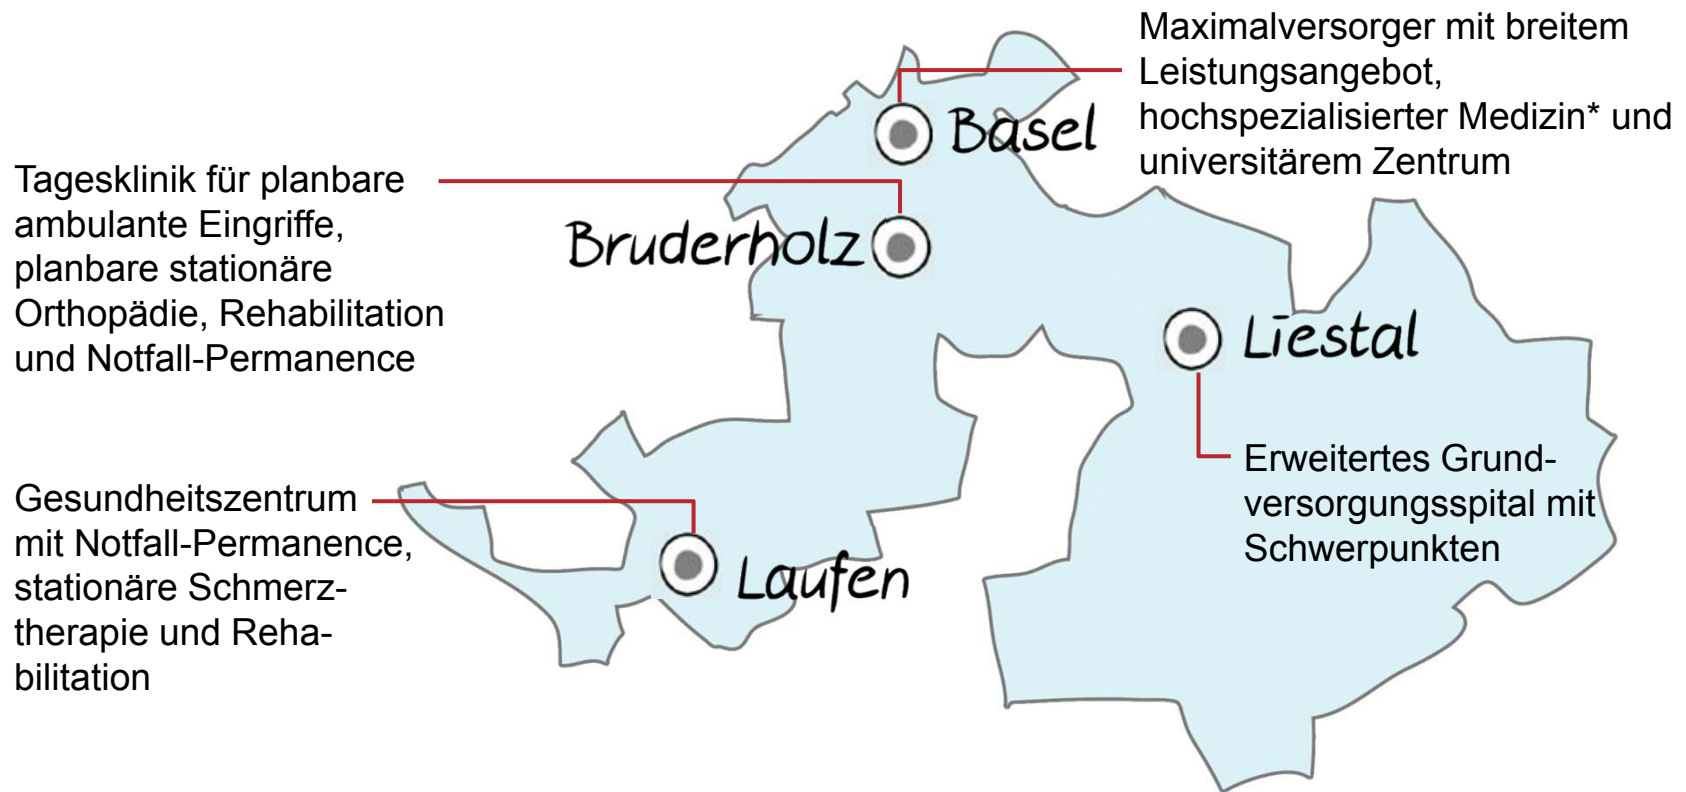 Maximalversorger mit breitem
Leistungsangebot,
hochspezialisierter Medizin* und
universitärem Zentrum
Basel
Tagesklinik für planbare
ambulante Eingriffe,
planbare stationäre
Orthopädie, Rehabilitation
und Notfall-Permanence
Bruderholz
Liestal
Erweitertes Grund-
versorgungsspital mit
Schwerpunkten
Gesundheitszentrum
mit Notfall-Permanence,
stationäre Schmerz-
therapie und Reha-
bilitation
Laufen